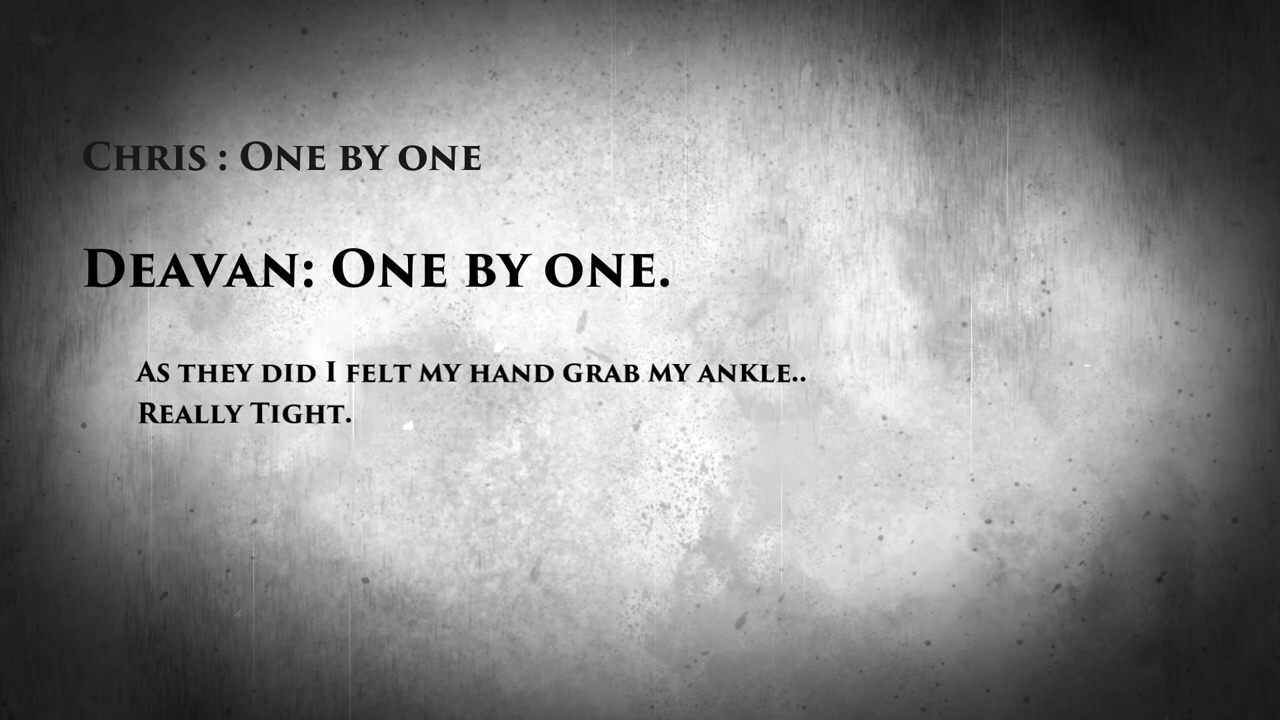 Chris : One by one
Deavan: One by one.
As they did I felt my hand grab my ankle..
Really Tight.